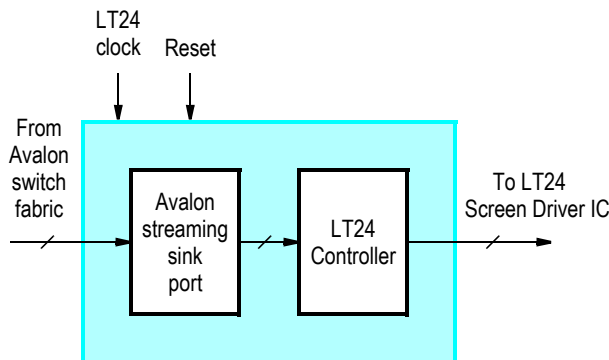 LT24
clock
Reset
From
Avalon
switch
fabric
Avalon
streaming
sink
port
LT24
Controller
To LT24
Screen Driver IC